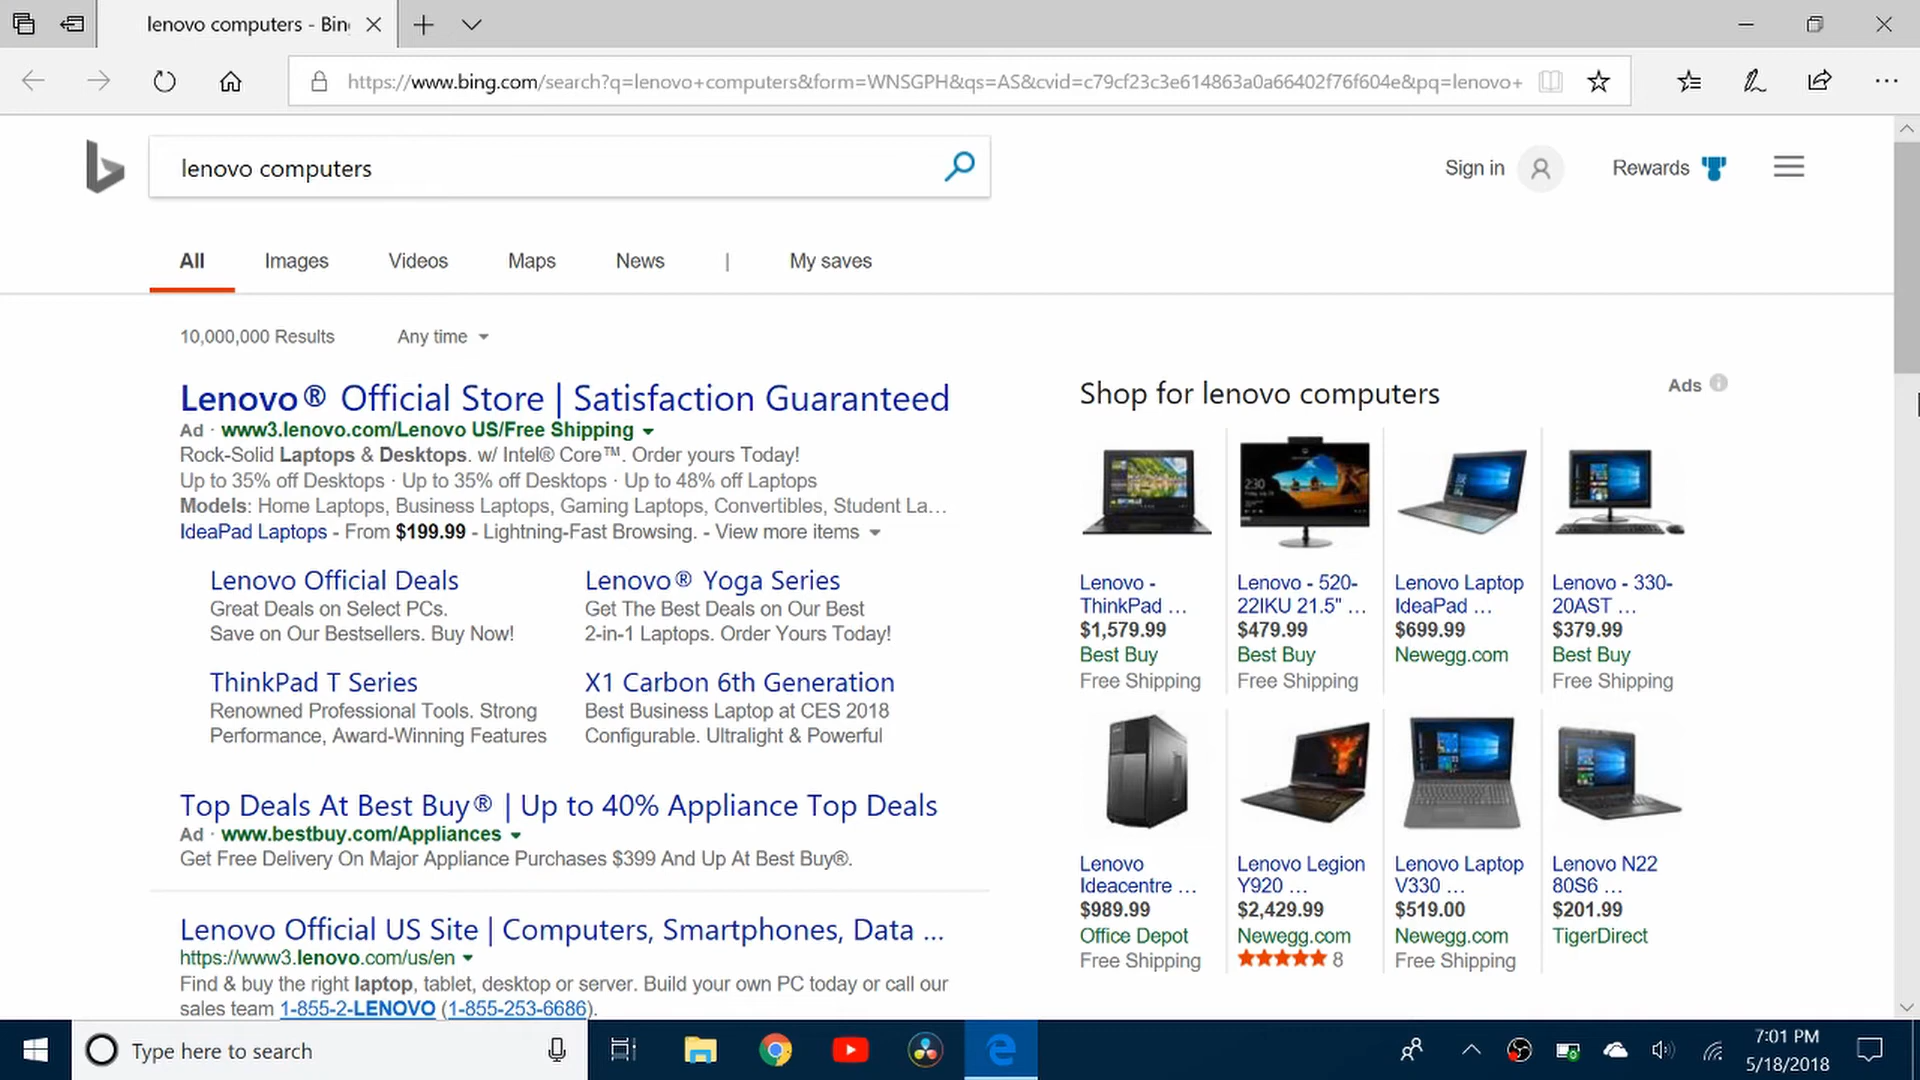 lenovo computers - Bin
https://www.bing.com/search?q=lenovo+computers&form=WNSGPH&qs=AS&cvid=c79cf23c3e614863a0a66402f76f604e&pq=lenovo+
lenovo computers
Sign in
Rewards
All
Images
Videos
Maps
News
|
My saves
10,000,000 Results
Any time
Lenovo® Official Store | Satisfaction Guaranteed
Ad · www3.lenovo.com/Lenovo US/Free Shipping
Rock-Solid Laptops & Desktops. w/ Intel® Core™. Order yours Today!
Up to 35% off Desktops · Up to 35% off Desktops · Up to 48% off Laptops
Models: Home Laptops, Business Laptops, Gaming Laptops, Convertibles, Student La...
IdeaPad Laptops - From $199.99 - Lightning-Fast Browsing. - View more items
Lenovo Official Deals
Great Deals on Select PCs.
Save on Our Bestsellers. Buy Now!
Lenovo® Yoga Series
Get The Best Deals on Our Best
2-in-1 Laptops. Order Yours Today!
ThinkPad T Series
Renowned Professional Tools. Strong
Performance, Award-Winning Features
X1 Carbon 6th Generation
Best Business Laptop at CES 2018
Configurable. Ultralight & Powerful
Top Deals At Best Buy® | Up to 40% Appliance Top Deals
Ad · www.bestbuy.com/Appliances
Get Free Delivery On Major Appliance Purchases $399 And Up At Best Buy®.
Lenovo Official US Site | Computers, Smartphones, Data ...
https://www3.lenovo.com/us/en
Find & buy the right laptop, tablet, desktop or server. Build your own PC today or call our
sales team 1-855-2-LENOVO (1-855-253-6686).
Shop for lenovo computers
Ads
Lenovo -
ThinkPad ...
$1,579.99
Best Buy
Free Shipping
2:30
Lenovo - 520-
22IKU 21.5" ...
$479.99
Best Buy
Free Shipping
Lenovo Laptop
IdeaPad ...
$699.99
Newegg.com
Lenovo - 330-
20AST ...
$379.99
Best Buy
Free Shipping
Lenovo
Ideacentre ...
$989.99
Office Depot
Free Shipping
Lenovo Legion
Y920 ...
$2,429.99
Newegg.com
8
Lenovo Laptop
V330 ...
$519.00
Newegg.com
Free Shipping
Lenovo N22
80S6 ...
$201.99
TigerDirect
Type here to search
7:01 PM
5/18/2018